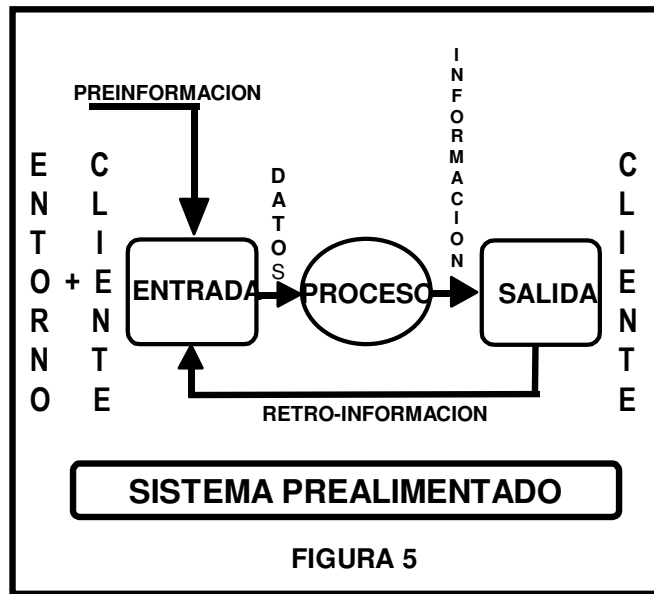 PREINFORMACION
INFORMACION
ENTORNO
+
CLIENTE
DATOS
CLIENTE
ENTRADA
PROCESO
SALIDA
RETRO-INFORMACION
SISTEMA PREALIMENTADO
FIGURA 5